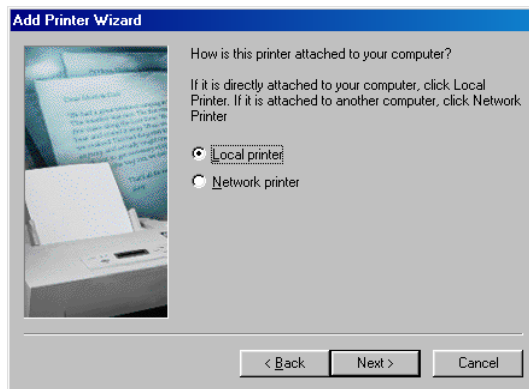 Add Printer Wizard
How is this printer attached to your computer?
If it is directly attached to your computer, click Local
Printer. If it is attached to another computer, click Network
Printer
Local printer
Network printer
< Back
Next >
Cancel